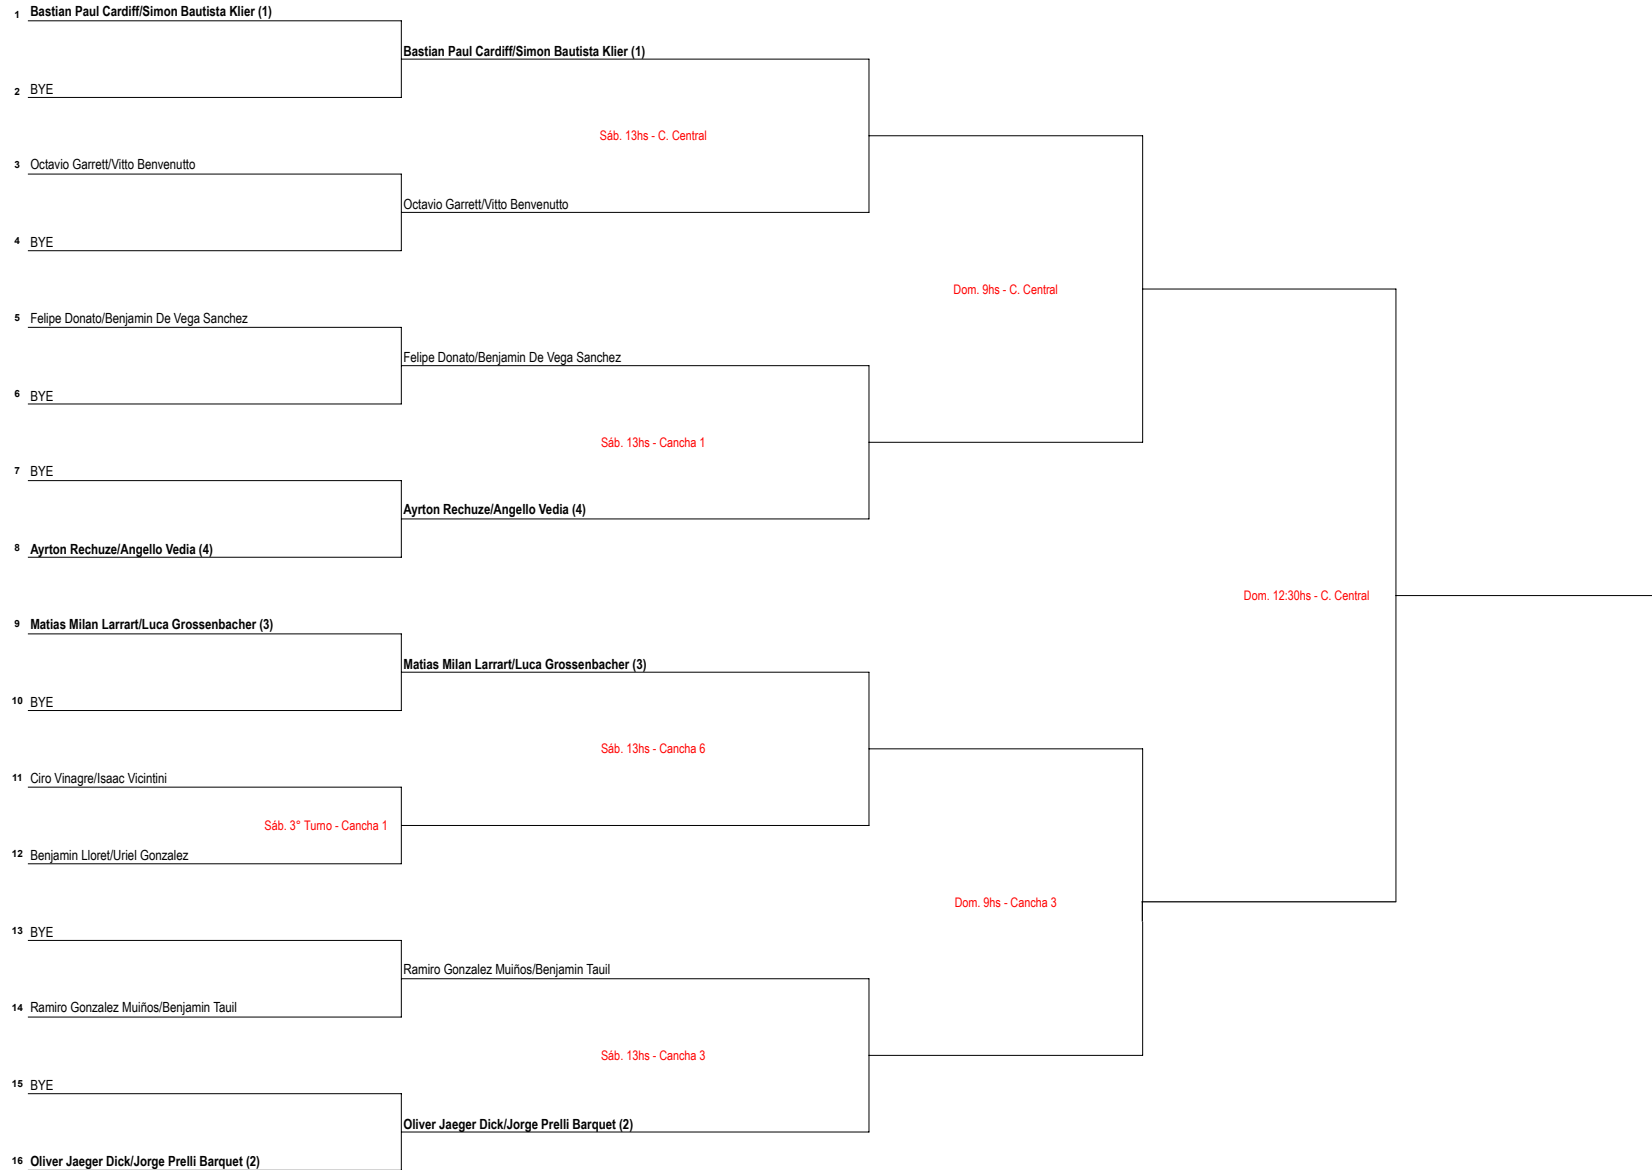 1 Bastian Paul Cardiff/Simon Bautista Klier (1)
Bastian Paul Cardiff/Simon Bautista Klier (1)
2 BYE
Sáb. 13hs - C. Central
3 Octavio Garrett/Vitto Benvenutto
Octavio Garrett/Vitto Benvenutto
4 BYE
Dom. 9hs - C. Central
5 Felipe Donato/Benjamin De Vega Sanchez
Felipe Donato/Benjamin De Vega Sanchez
6 BYE
Sáb. 13hs - Cancha 1
7 BYE
Ayrton Rechuze/Angello Vedia (4)
8 Ayrton Rechuze/Angello Vedia (4)
Dom. 12:30hs - C. Central
9 Matias Milan Larrart/Luca Grossenbacher (3)
Matias Milan Larrart/Luca Grossenbacher (3)
10 BYE
Sáb. 13hs - Cancha 6
11 Ciro Vinagre/Isaac Vicintini
Sáb. 3° Turno - Cancha 1
12 Benjamin Lloret/Uriel Gonzalez
Dom. 9hs - Cancha 3
13 BYE
Ramiro Gonzalez Muiños/Benjamin Tauil
14 Ramiro Gonzalez Muiños/Benjamin Tauil
Sáb. 13hs - Cancha 3
15 BYE
Oliver Jaeger Dick/Jorge Prelli Barquet (2)
16 Oliver Jaeger Dick/Jorge Prelli Barquet (2)